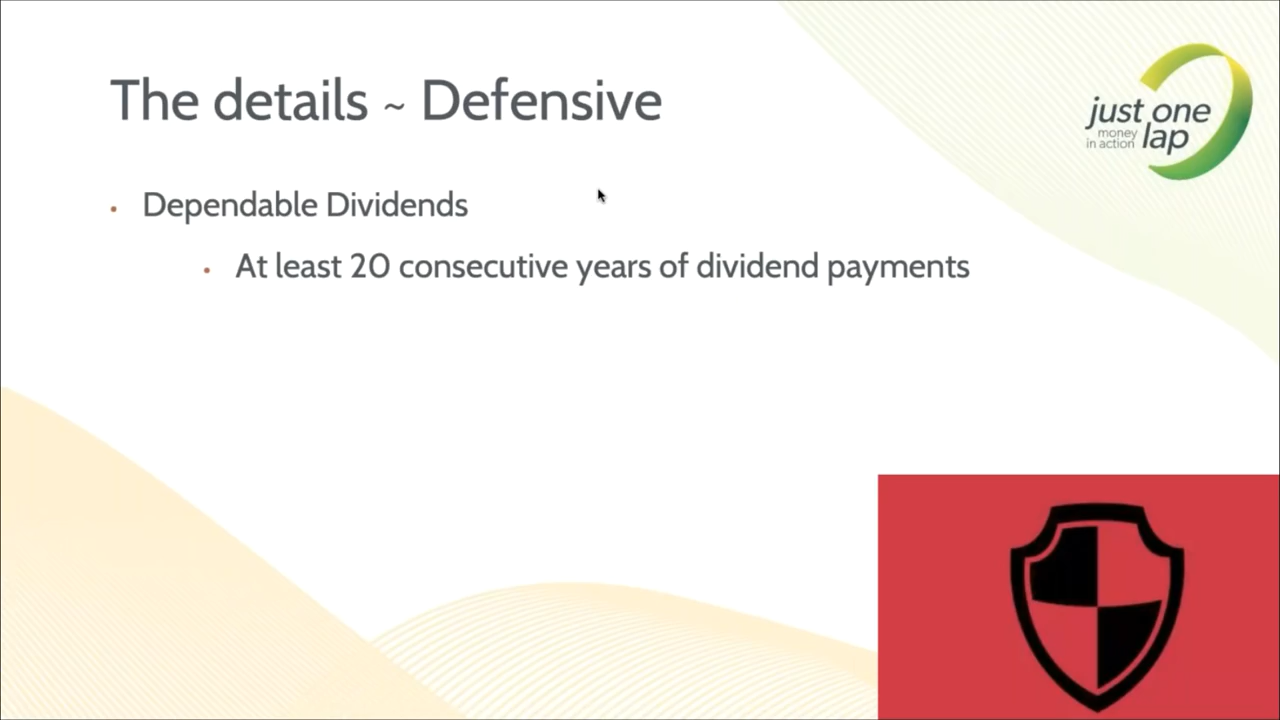 The details ~ Defensive
just one
money
in action lap
Dependable Dividends
At least 20 consecutive years of dividend payments